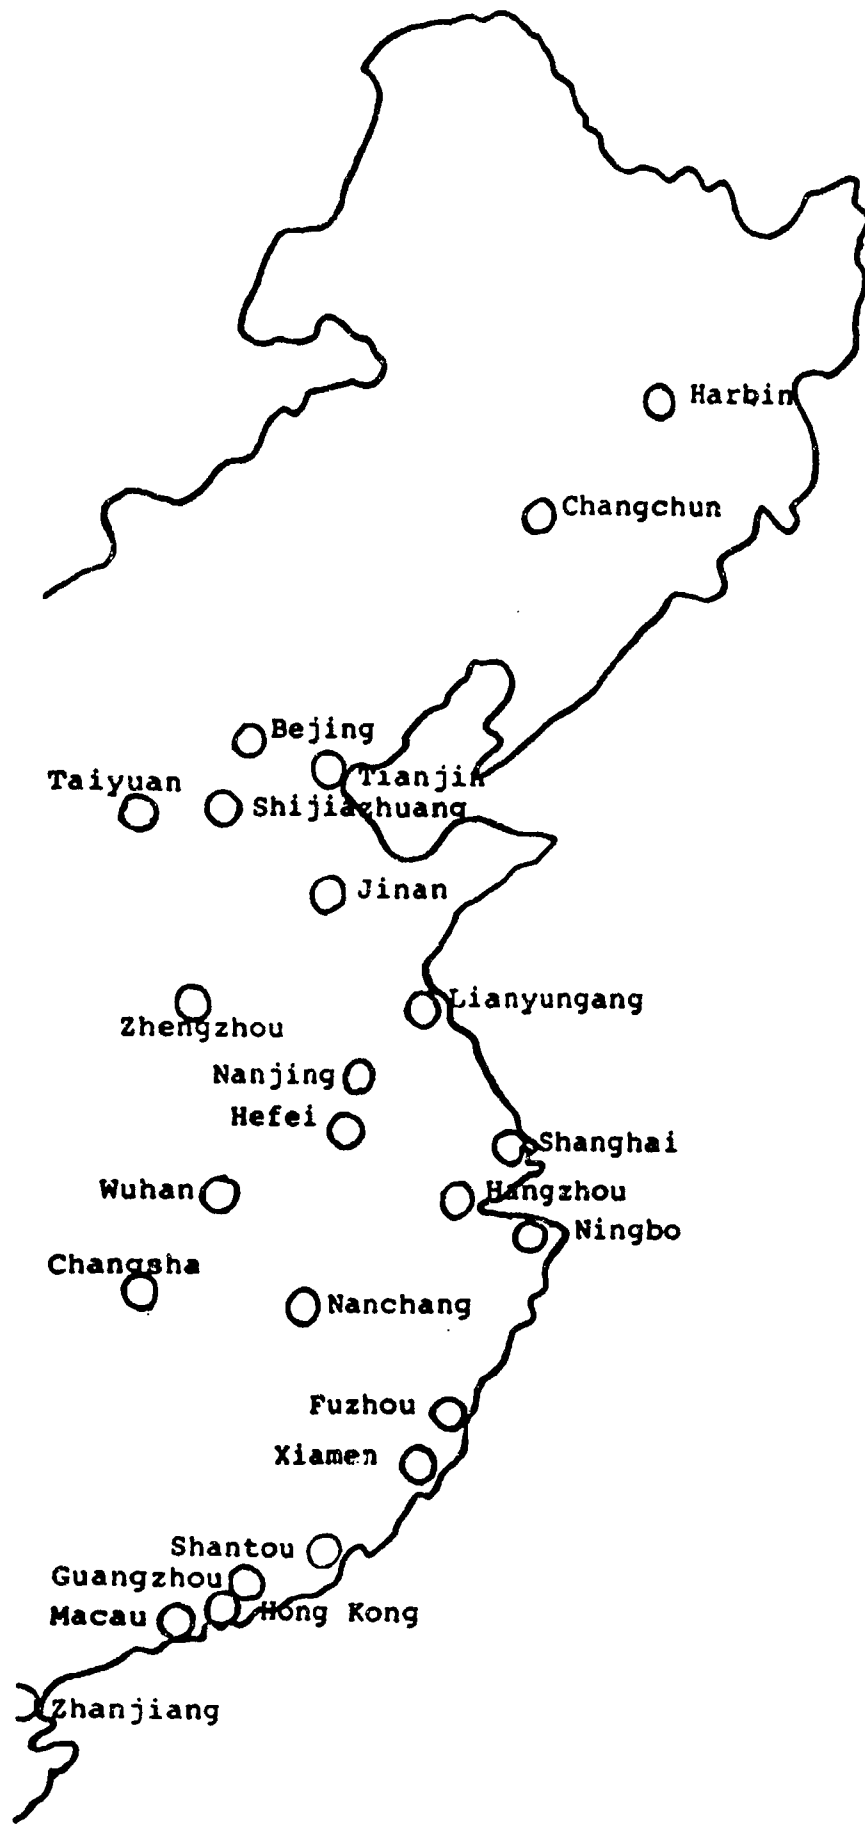 Harbin
Changchun
Bejing
Tianjin
Taiyuan
Shijiazhuang
Jinan
Lianyungang
Zhengzhou
Nanjing
Hefei
Shanghai
Wuhan
Hangzhou
Ningbo
Changsha
Nanchang
Fuzhou
Xiamen
Shantou
Guangzhou
Macau
Hong Kong
Zhanjiang